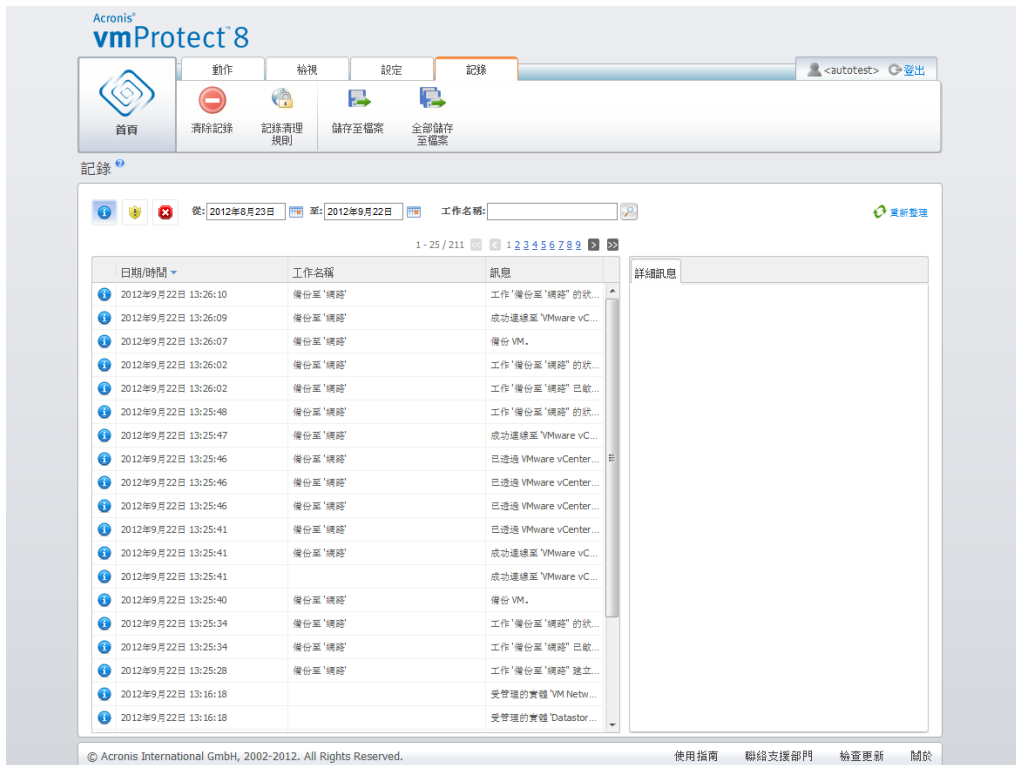 Acronis®
vmProtect™8
動作 檢視 設定 記錄
<autotest> 登出
首頁
清除記錄 記錄清理規則 儲存至檔案 全部儲存至檔案
記錄
從: 2012年8月23日 至: 2012年9月22日 工作名稱: 重新整理
1 - 25 / 211 1 2 3 4 5 6 7 8 9
日期/時間 工作名稱 訊息 詳細訊息
2012年9月22日 13:26:10 備份至 '網路' 工作 '備份至 '網路'' 的狀...
2012年9月22日 13:26:09 備份至 '網路' 成功連線至 'VMware vC...
2012年9月22日 13:26:07 備份至 '網路' 備份 VM。
2012年9月22日 13:26:02 備份至 '網路' 工作 '備份至 '網路'' 的狀...
2012年9月22日 13:26:02 備份至 '網路' 工作 '備份至 '網路'' 已啟...
2012年9月22日 13:25:48 備份至 '網路' 工作 '備份至 '網路'' 的狀...
2012年9月22日 13:25:47 備份至 '網路' 成功連線至 'VMware vC...
2012年9月22日 13:25:46 備份至 '網路' 已透過 VMware vCenter...
2012年9月22日 13:25:46 備份至 '網路' 已透過 VMware vCenter...
2012年9月22日 13:25:46 備份至 '網路' 已透過 VMware vCenter...
2012年9月22日 13:25:41 備份至 '網路' 已透過 VMware vCenter...
2012年9月22日 13:25:41 備份至 '網路' 成功連線至 'VMware vC...
2012年9月22日 13:25:41 成功連線至 'VMware vC...
2012年9月22日 13:25:40 備份至 '網路' 備份 VM。
2012年9月22日 13:25:34 備份至 '網路' 工作 '備份至 '網路'' 的狀...
2012年9月22日 13:25:34 備份至 '網路' 工作 '備份至 '網路'' 已啟...
2012年9月22日 13:25:28 備份至 '網路' 工作 '備份至 '網路'' 建立...
2012年9月22日 13:16:18 受管理的實體 'VM Netw...
2012年9月22日 13:16:18 受管理的實體 'Datastor...
© Acronis International GmbH, 2002-2012. All Rights Reserved. 使用指南 聯絡支援部門 檢查更新 關於